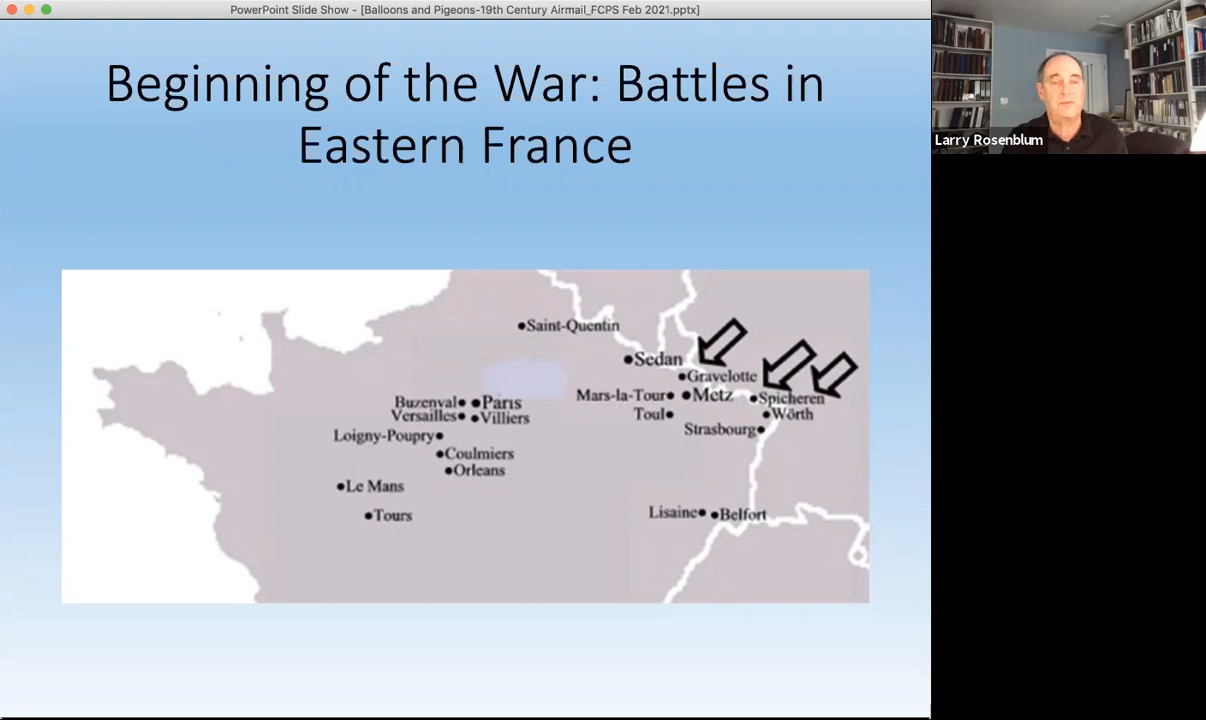 PowerPoint Slide Show - [Balloons and Pigeons-19th Century Airmail_FCPS Feb 2021.pptx]
Beginning of the War: Battles in
Eastern France
Larry Rosenblum
Saint-Quentin
Sedan
Gravelotte
Mars-la-Tour
Metz
Spicheren
Toul
Wörth
Strasbourg
Buzenval
Paris
Versailles
Villiers
Loigny-Poupry
Coulmiers
Orleans
Le Mans
Tours
Lisaine
Belfort